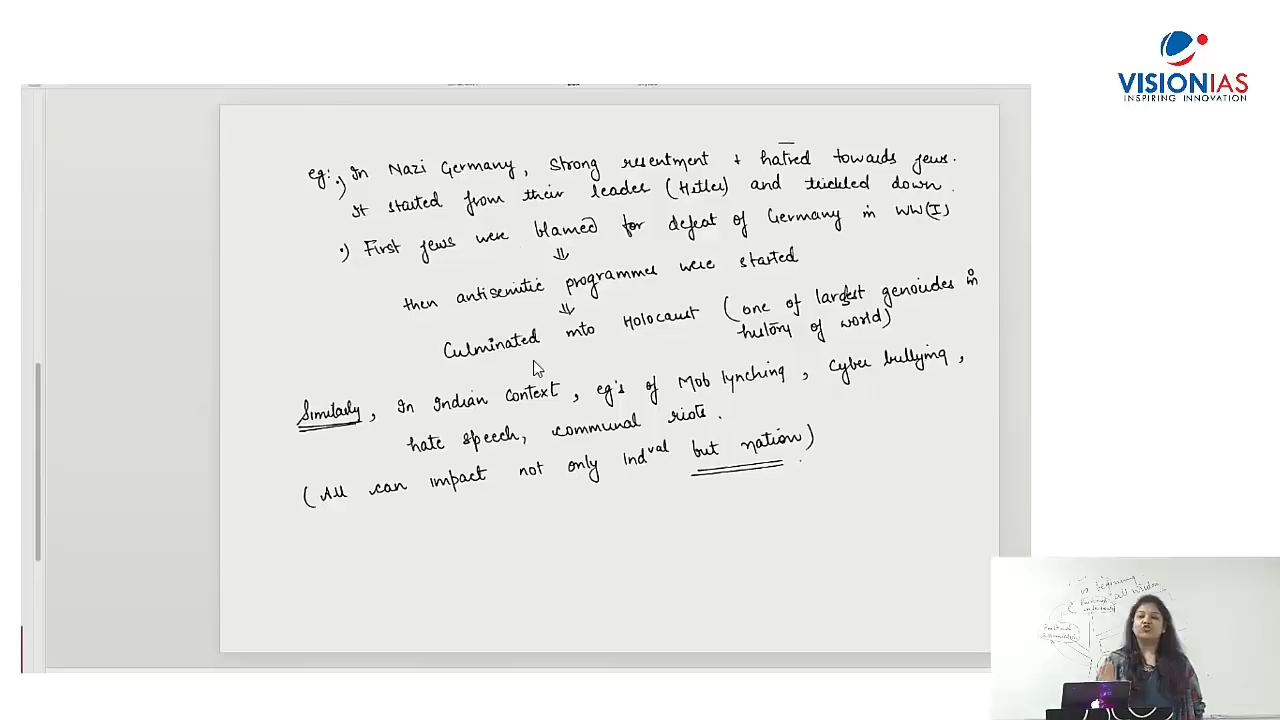 VISIONIAS
INSPIRING INNOVATION
eg: •) In Nazi Germany, strong resentment + hatred towards Jews.
It started from their leader (Hitler) and trickled down.
•) First Jews were blamed for defeat of Germany in WW(I)
⇓
then antisemitic programmes were started
⇓
Culminated into Holocaust (one of largest genocides in
history of world)
Similarly, In Indian Context, eg's of Mob lynching, cyber bullying,
hate speech, communal riots.
(All can impact not only indval but nation)